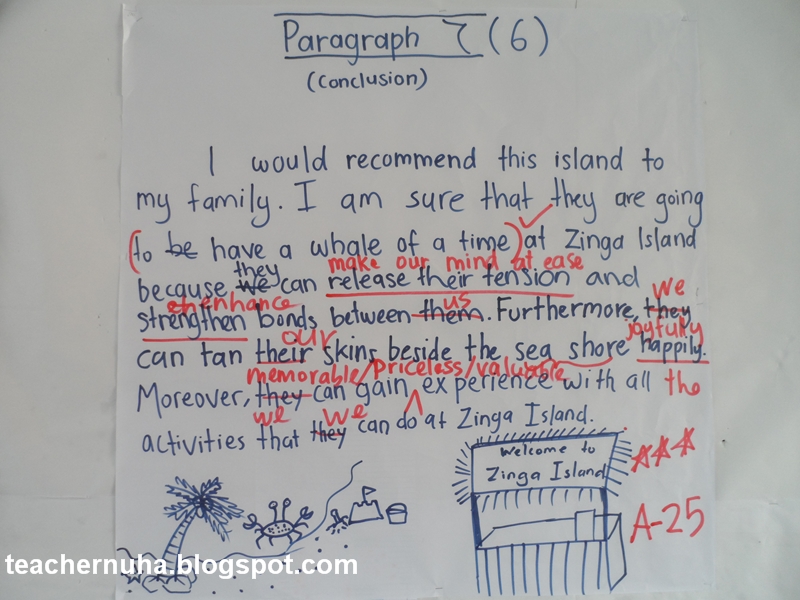 Paragraph 7 (6)
(Conclusion)
I would recommend this island to
my family. I am sure that they are going
(to be have a whale of a time) at Zinga Island
they make our mind at ease
because we can release their tension and
enhance us we
strengthen bonds between them. Furthermore, they
our joyfully
can tan their skins beside the sea shore happily.
memorable/priceless/valuable
Moreover, they can gain experience with all the
we we
activities that they can do at Zinga Island.
Welcome to
Zinga Island
A-25
teachernuha.blogspot.com